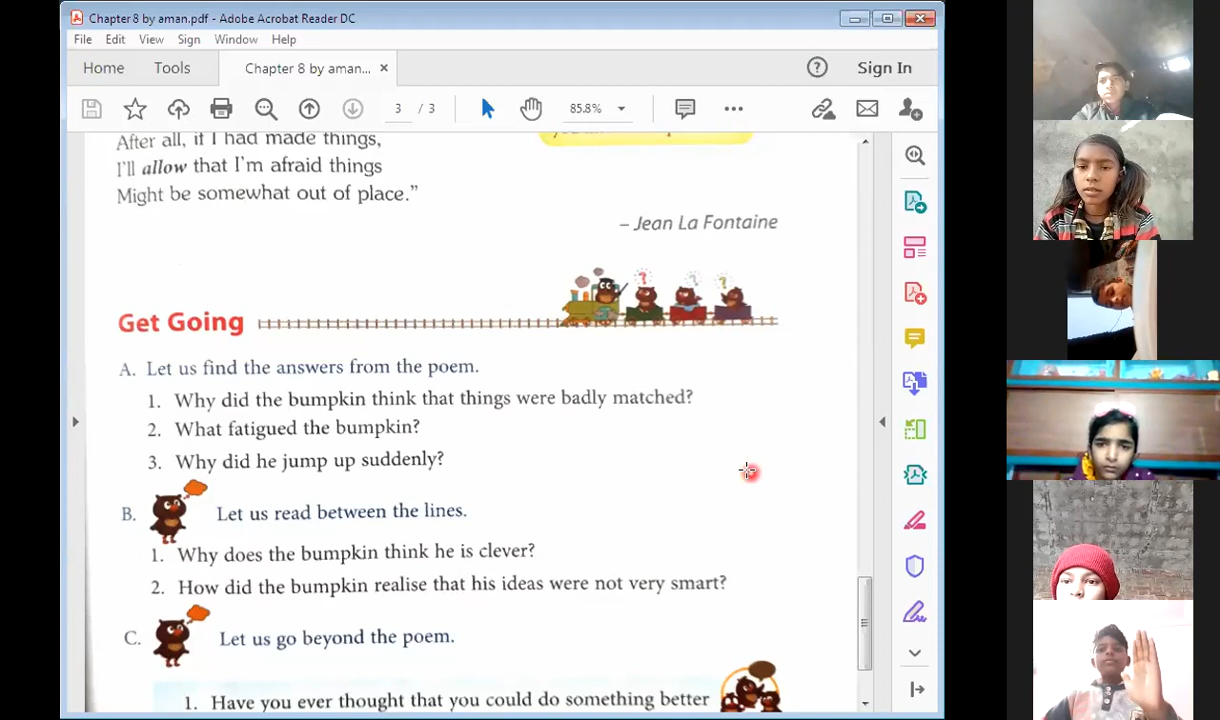 Chapter 8 by aman.pdf - Adobe Acrobat Reader DC
File Edit View Sign Window Help
Home Tools Chapter 8 by aman... × ? Sign In
3 / 3 85.8%
After all, if I had made things,
I'll allow that I'm afraid things
Might be somewhat out of place.”
– Jean La Fontaine
? ? ?
Get Going
A. Let us find the answers from the poem.
1. Why did the bumpkin think that things were badly matched?
2. What fatigued the bumpkin?
3. Why did he jump up suddenly?
B. Let us read between the lines.
1. Why does the bumpkin think he is clever?
2. How did the bumpkin realise that his ideas were not very smart?
C. Let us go beyond the poem.
1. Have you ever thought that you could do something better